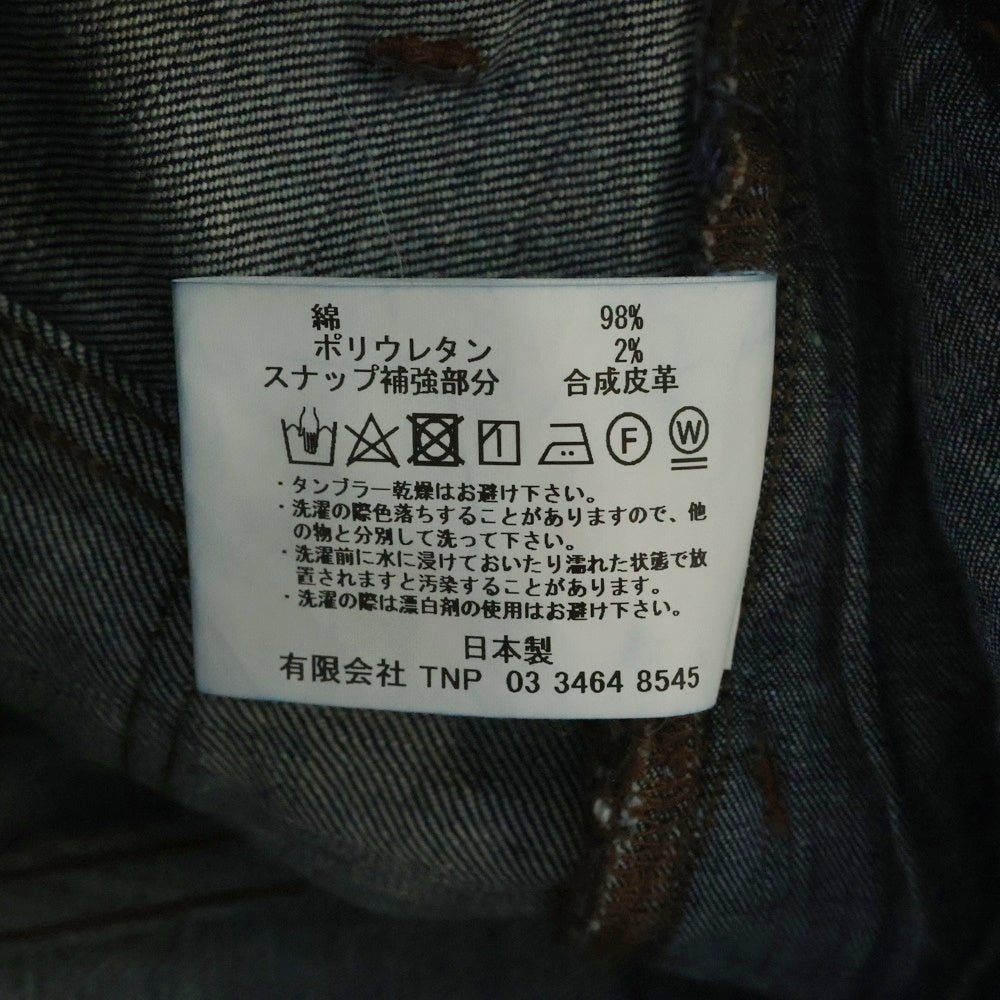 綿 98%
ポリウレタン 2%
スナップ補強部分 合成皮革
F W
・タンブラー乾燥はお避け下さい。
・洗濯の際色落ちすることがありますので、他
の物と分別して洗って下さい。
・洗濯前に水に浸けておいたり濡れた状態で放
置されますと汚染することがあります。
・洗濯の際は漂白剤の使用はお避け下さい。
日本製
有限会社 TNP 03 3464 8545